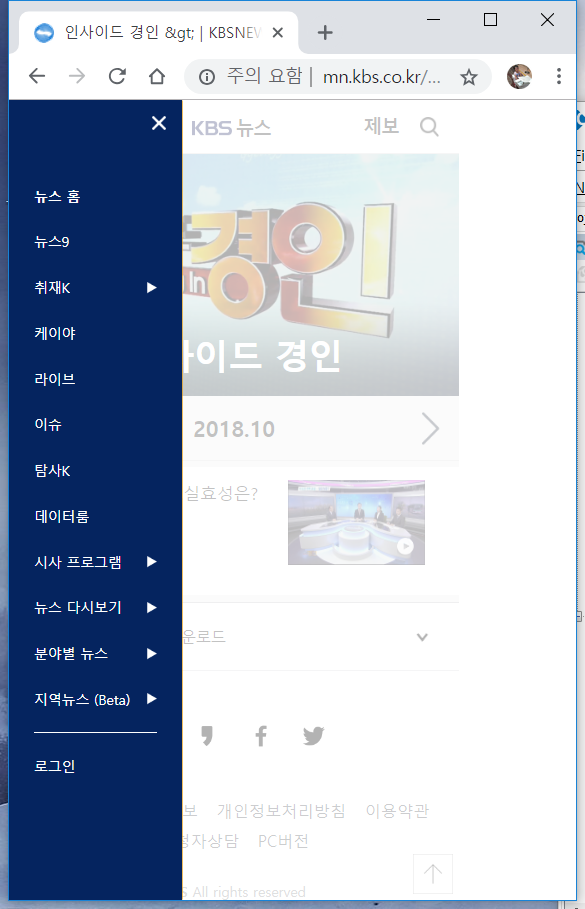 인사이드 경인 &gt; | KBSNEW
주의 요함 | mn.kbs.co.kr/...
KBS 뉴스 제보
뉴스 홈
뉴스9
취재K
케이야
라이브
이슈
탐사K
데이터룸
시사 프로그램
뉴스 다시보기
분야별 뉴스
지역뉴스 (Beta)
로그인
경인
In
사이드 경인
2018.10
실효성은?
운로드
보 개인정보처리방침 이용약관
청자상담 PC버전
S All rights reserved